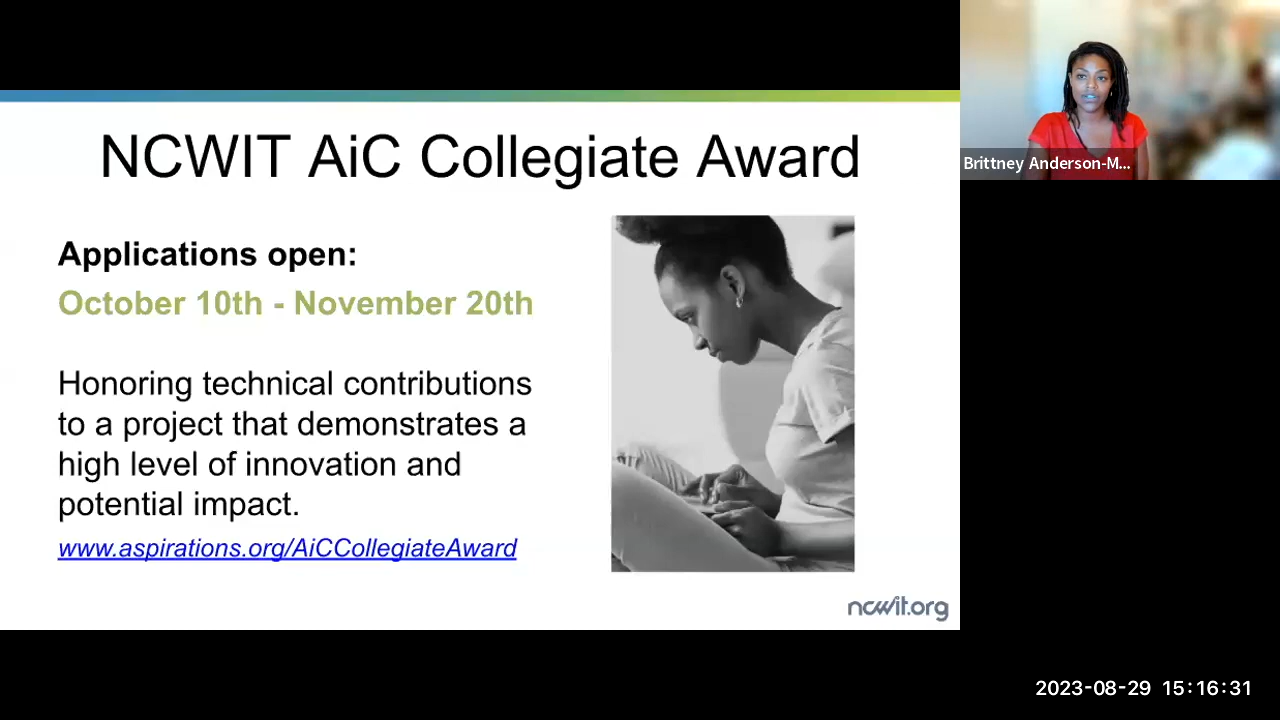 NCWIT AiC Collegiate Award
Applications open:
October 10th - November 20th
Honoring technical contributions
to a project that demonstrates a
high level of innovation and
potential impact.
www.aspirations.org/AiCCollegiateAward
ncwit.org
Brittney Anderson-M...
2023-08-29 15:16:31